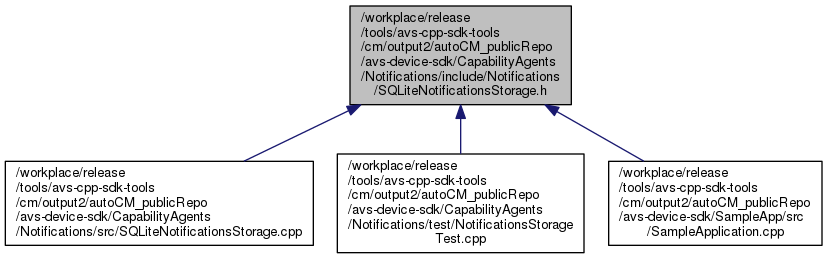 /workplace/release
/tools/avs-cpp-sdk-tools
/cm/output2/autoCM_publicRepo
/avs-device-sdk/CapabilityAgents
/Notifications/include/Notifications
/SQLiteNotificationsStorage.h
/workplace/release
/tools/avs-cpp-sdk-tools
/cm/output2/autoCM_publicRepo
/avs-device-sdk/CapabilityAgents
/Notifications/src/SQLiteNotificationsStorage.cpp
/workplace/release
/tools/avs-cpp-sdk-tools
/cm/output2/autoCM_publicRepo
/avs-device-sdk/CapabilityAgents
/Notifications/test/NotificationsStorage
Test.cpp
/workplace/release
/tools/avs-cpp-sdk-tools
/cm/output2/autoCM_publicRepo
/avs-device-sdk/SampleApp/src
/SampleApplication.cpp